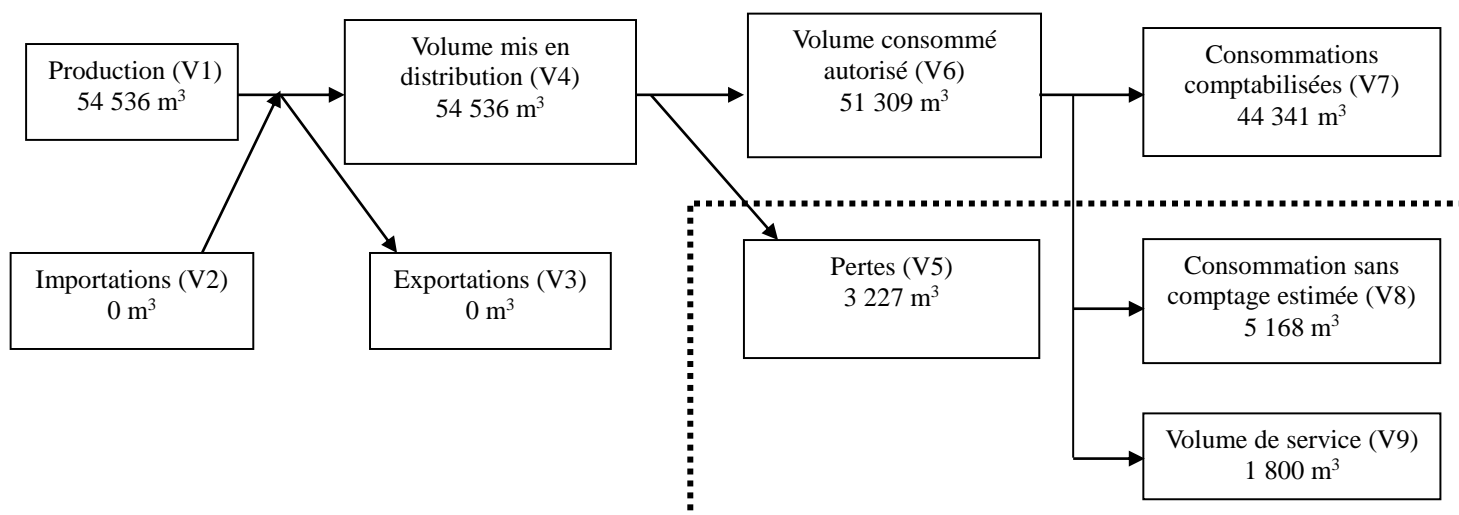 Production (V1)
54 536 m³
Volume mis en
distribution (V4)
54 536 m³
Volume consommé
autorisé (V6)
51 309 m³
Consommations
comptabilisées (V7)
44 341 m³
Importations (V2)
0 m³
Exportations (V3)
0 m³
Pertes (V5)
3 227 m³
Consommation sans
comptage estimée (V8)
5 168 m³
Volume de service (V9)
1 800 m³